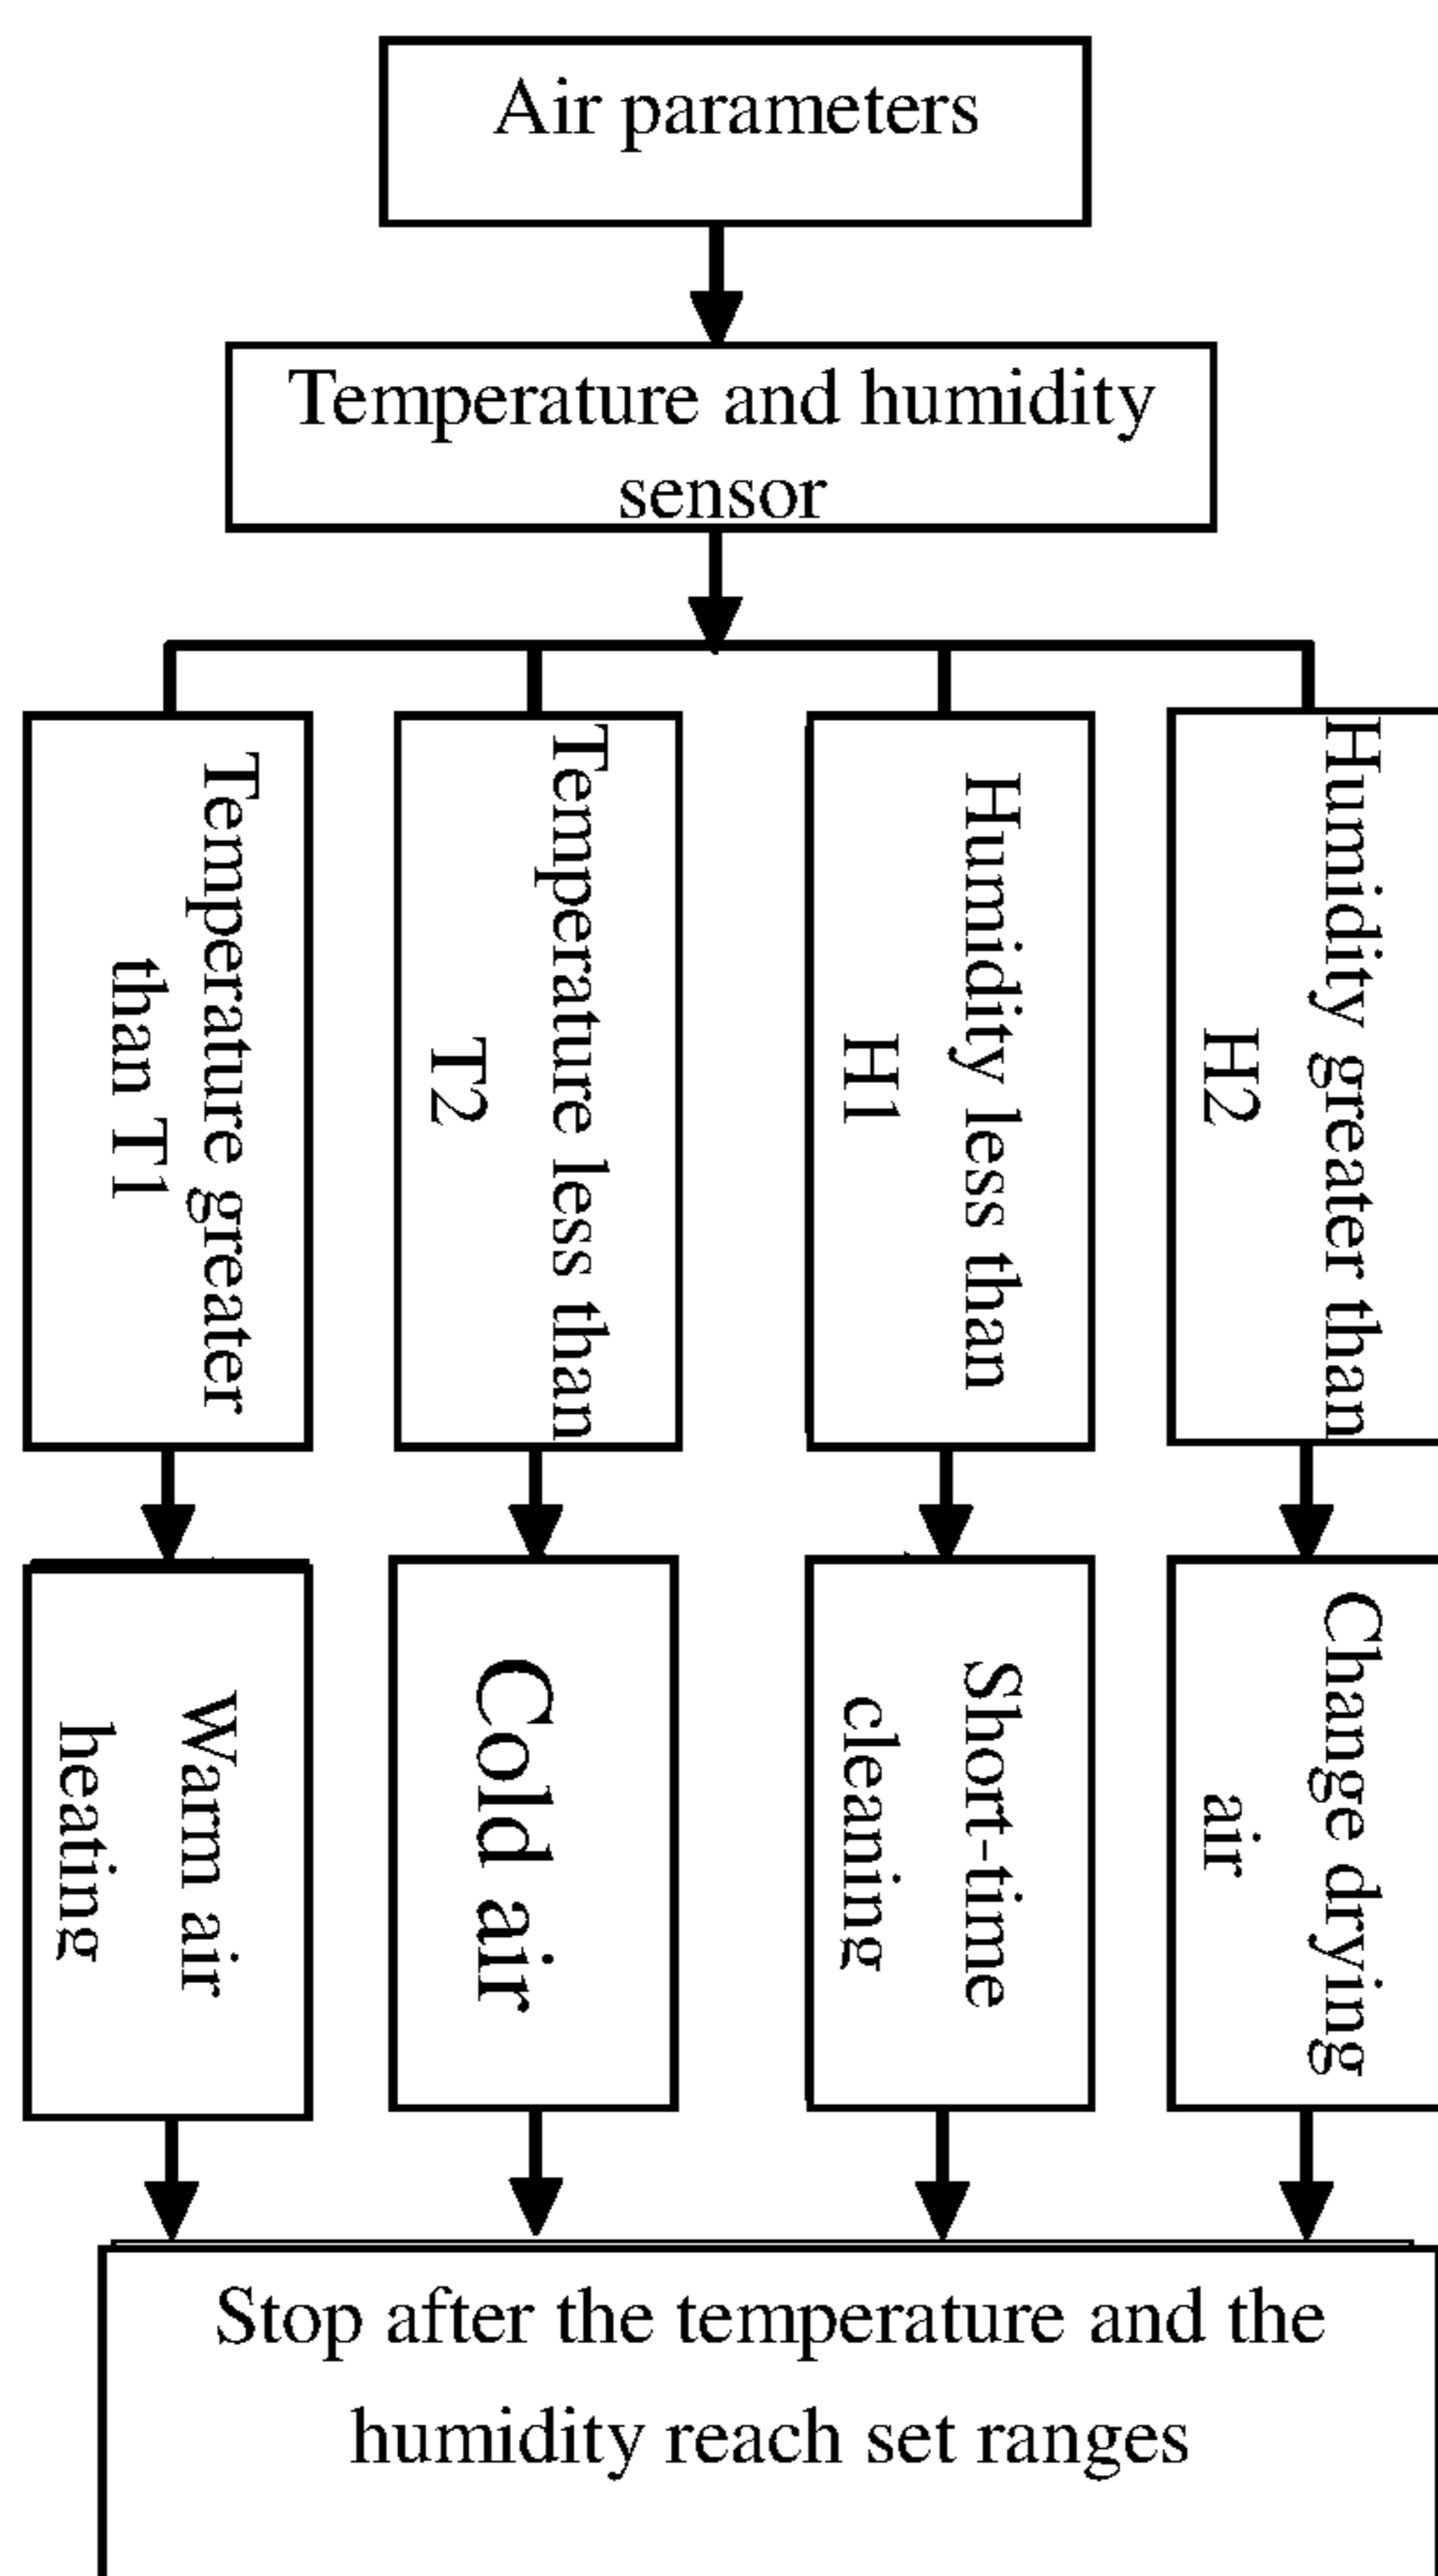 Air parameters
Temperature and humidity
sensor
Temperature greater
than T1
Temperature less than
T2
Humidity less than
H1
Humidity greater than
H2
Warm air
heating
Cold air
Short-time
cleaning
Change drying
air
Stop after the temperature and the
humidity reach set ranges